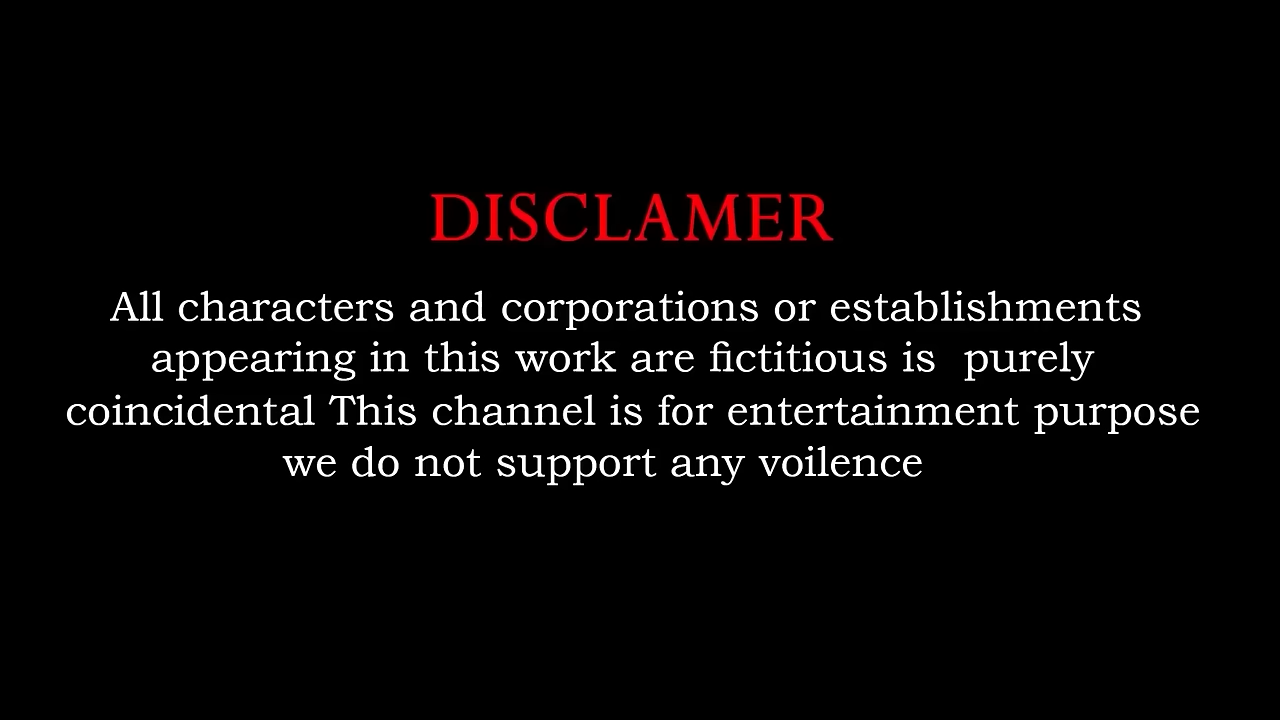 DISCLAMER
All characters and corporations or establishments
appearing in this work are fictitious is  purely
coincidental This channel is for entertainment purpose
we do not support any voilence